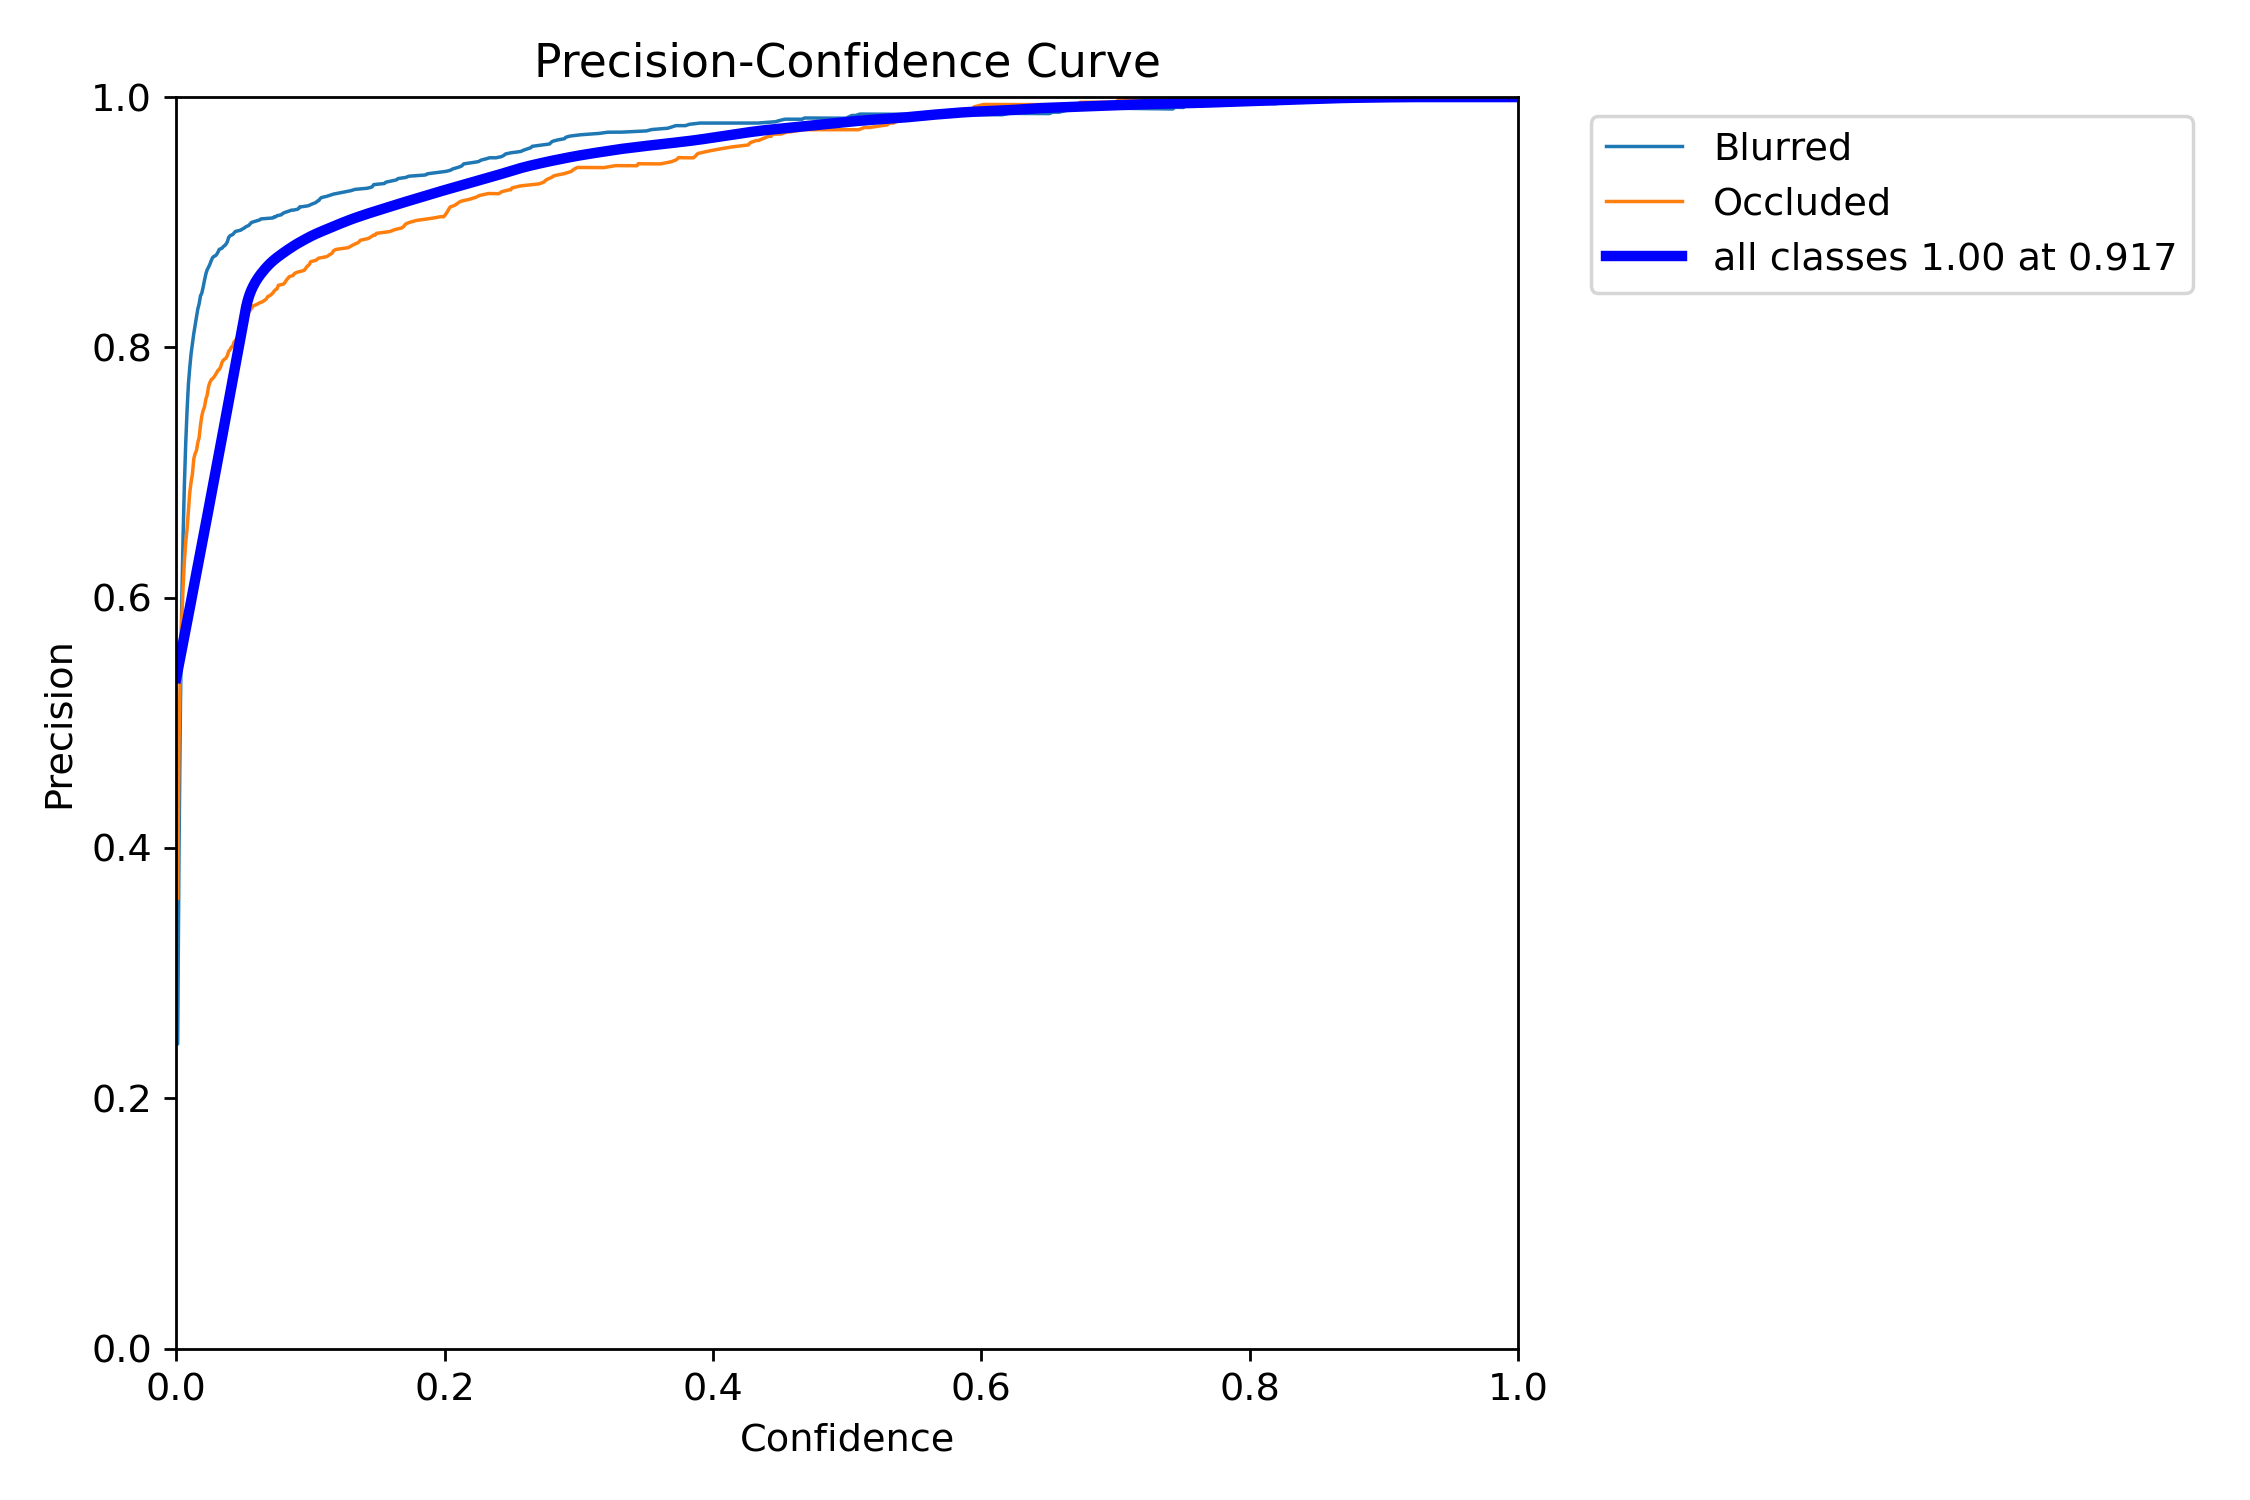 Precision-Confidence Curve
1.0
0.8
0.6
0.4
0.2
0.0
Precision
0.0 0.2 0.4 0.6 0.8 1.0
Confidence
Blurred
Occluded
all classes 1.00 at 0.917